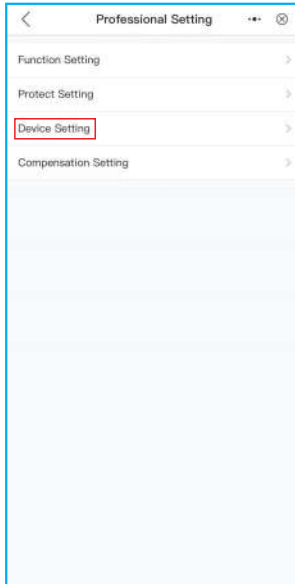 Professional Setting
Function Setting
Protect Setting
Device Setting
Compensation Setting